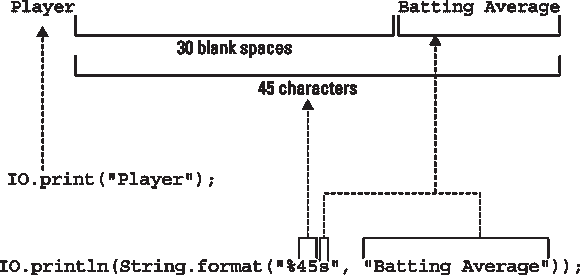 Player Batting Average
30 blank spaces
45 characters
IO.print("Player");
IO.println(String.format("%45s", "Batting Average"));